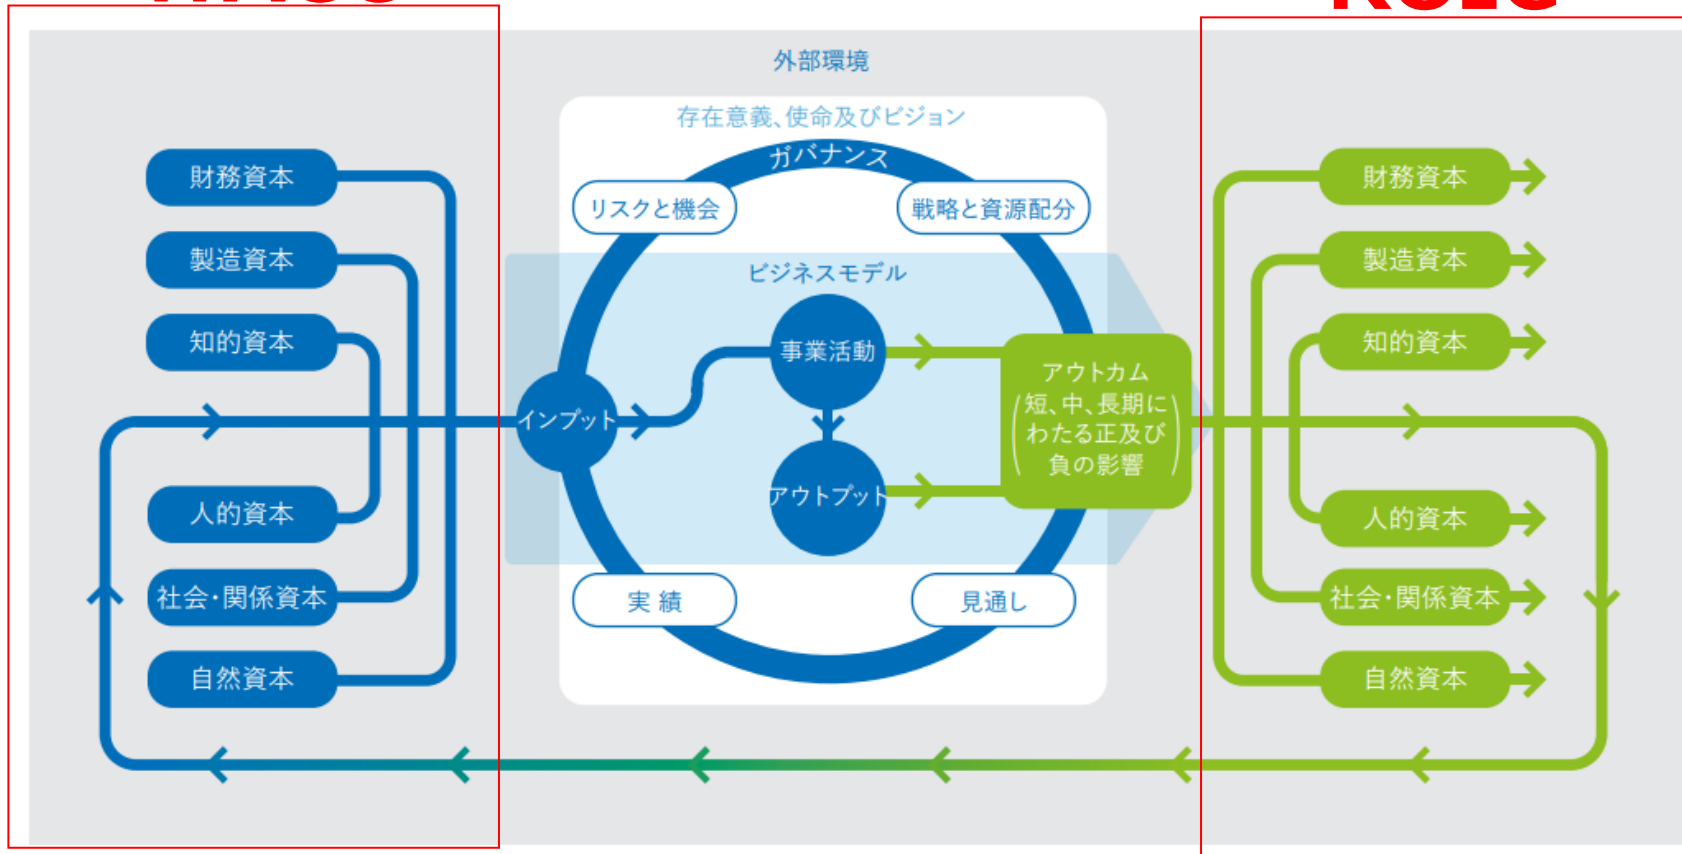 外部環境
存在意義、使命及びビジョン
ガバナンス
リスクと機会
戦略と資源配分
財務資本
製造資本
知的資本
人的資本
社会・関係資本
自然資本
ビジネスモデル
インプット
事業活動
アウトプット
アウトカム
(短、中、長期に
わたる正及び
負の影響)
実 績
見通し
財務資本
製造資本
知的資本
人的資本
社会・関係資本
自然資本